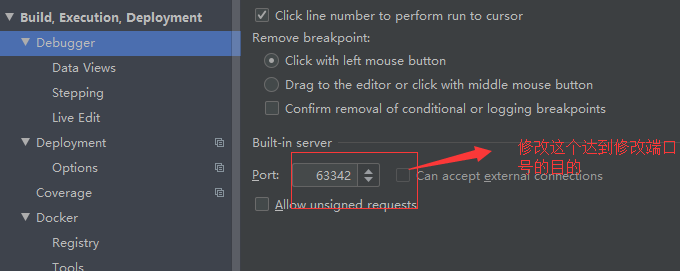 Build, Execution, Deployment
Debugger
Data Views
Stepping
Live Edit
Deployment
Options
Coverage
Docker
Registry
Tools
Click line number to perform run to cursor
Remove breakpoint:
Click with left mouse button
Drag to the editor or click with middle mouse button
Confirm removal of conditional or logging breakpoints
Built-in server
Port: 63342 Can accept external connections
Allow unsigned requests
修改这个达到修改端口
号的目的